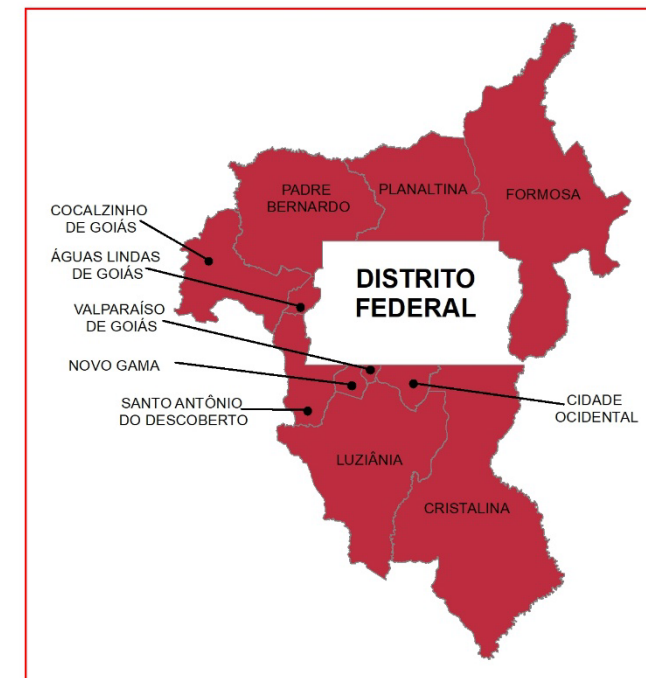 PADRE
BERNARDO
PLANALTINA
FORMOSA
COCALZINHO
DE GOIÁS
ÁGUAS LINDAS
DE GOIÁS
VALPARAÍSO
DE GOIÁS
NOVO GAMA
SANTO ANTÔNIO
DO DESCOBERTO
DISTRITO
FEDERAL
CIDADE
OCIDENTAL
LUZIÂNIA
CRISTALINA